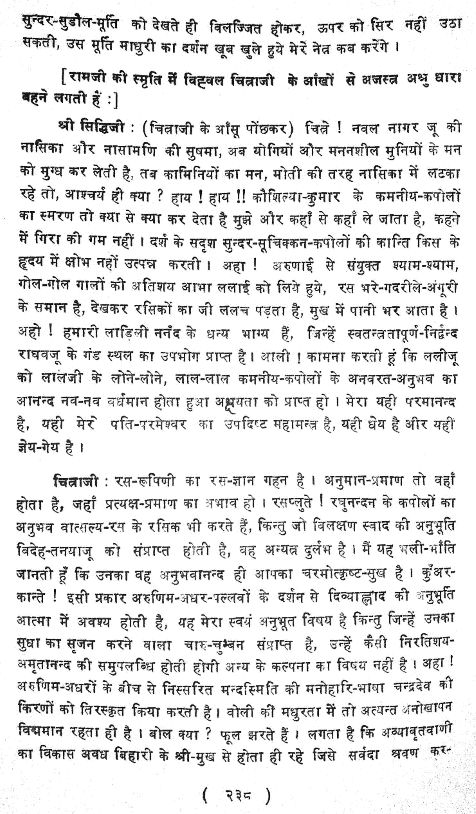 सुन्दर-सुडौल-मूर्ति को देखते ही विलज्जित होकर, ऊपर को सिर नहीं उठा
सकती, उस मूर्ति माधुरी का दर्शन खूब खुले हुये मेरे नेत्र कब करेंगे ।
[रामजी की स्मृति में विह्वल चित्राजी के आंखों से अजस्त्र अश्रु धारा
बहने लगती हैं :]
श्री सिद्धिजी : (चित्राजी के आंसू पोंछकर) चित्रे ! नवल नागर जू की
नासिका और नासामणि की सुषमा, अब योगियों और मननशील मुनियों के मन
को मुग्ध कर लेती है, तब कामिनियों का मन, मोती की तरह नासिका में लटका
रहे तो, आश्चर्य ही क्या ? हाय ! हाय !! कौशिल्या-कुमार के कमनीय-कपोलों
का स्मरण तो क्या से क्या कर देता है मुझे और कहाँ से कहाँ ले जाता है, कहने
में गिरा की गम नहीं । दर्श के सदृश सुन्दर-सूचिक्कन-कपोलों की कान्ति किस के
हृदय में क्षोभ नहीं उत्पन्न करती । अहा ! अरुणाई से संयुक्त श्याम-श्याम,
गोल-गोल गालों की अतिशय आभा ललाई को लिये हुये, रस भरे-गदरीले-अंगूरी
के समान है, देखकर रसिकों का जी ललच पड़ता है, मुख में पानी भर आता है ।
अहो ! हमारी लाड़िली ननँद के धन्य भाग्य हैं, जिन्हें स्वतन्त्रतापूर्ण-निर्द्वन्द
राघवजू के गंड स्थल का उपभोग प्राप्त है । आली ! कामना करती हूं कि ललीजू
को लालजी के लोने-लोने, लाल-लाल कमनीय-कपोलों के अनवरत-अनुभव का
आनन्द नव-नव वर्धमान होता हुआ अक्षयता को प्राप्त हो । मेरा यही परमानन्द
है, यही मेरे पति-परमेश्वर का उपदिष्ट महामन्त्र है, यही ध्येय है और यही
ज्ञेय-गेय है ।
चित्राजी : रस-रूपिणी का रस-ज्ञान गहन है । अनुमान-प्रमाण तो वहाँ
होता है, जहाँ प्रत्यक्ष-प्रमाण का अभाव हो । रसप्लुते ! रघुनन्दन के कपोलों का
अनुभव वात्सल्य-रस के रसिक भी करते हैं, किन्तु जो विलक्षण स्वाद की अनुभूति
विदेह-तनयाजू को संप्राप्त होती है, वह अन्यत्र दुर्लभ है । मैं यह भली-भाँति
जानती हूँ कि उनका वह अनुभवानन्द ही आपका चरमोत्कृष्ट-सुख है । कुँअर-
कान्ते ! इसी प्रकार अरुणिम-अधर-पल्लवों के दर्शन से दिव्याह्लाद की अनुभूति
आत्मा में अवश्य होती है, यह मेरा स्वयं अनुभूत विषय है किन्तु जिन्हें उनका
सुधा का सृजन करने वाला चारु-चुम्बन संप्राप्त है, उन्हें कैसी निरतिशय-
अमृतानन्द की समुपलब्धि होती होगी अन्य के कल्पना का विषय नहीं है । अहा !
अरुणिम-अधरों के बीच से निस्सरित मन्दस्मिति की मनोहारि-भाषा चन्द्रदेव की
किरणों को तिरस्कृत किया करती है । बोली की मधुरता में तो अत्यन्त अनोखापन
विद्यमान रहता ही है । बोल क्या ? फूल झरते हैं । लगता है कि अव्यावृतवाणी
का विकास अवध बिहारी के श्री-मुख से होता ही रहे जिसे सर्वदा श्रवण कर-
( २३८ )